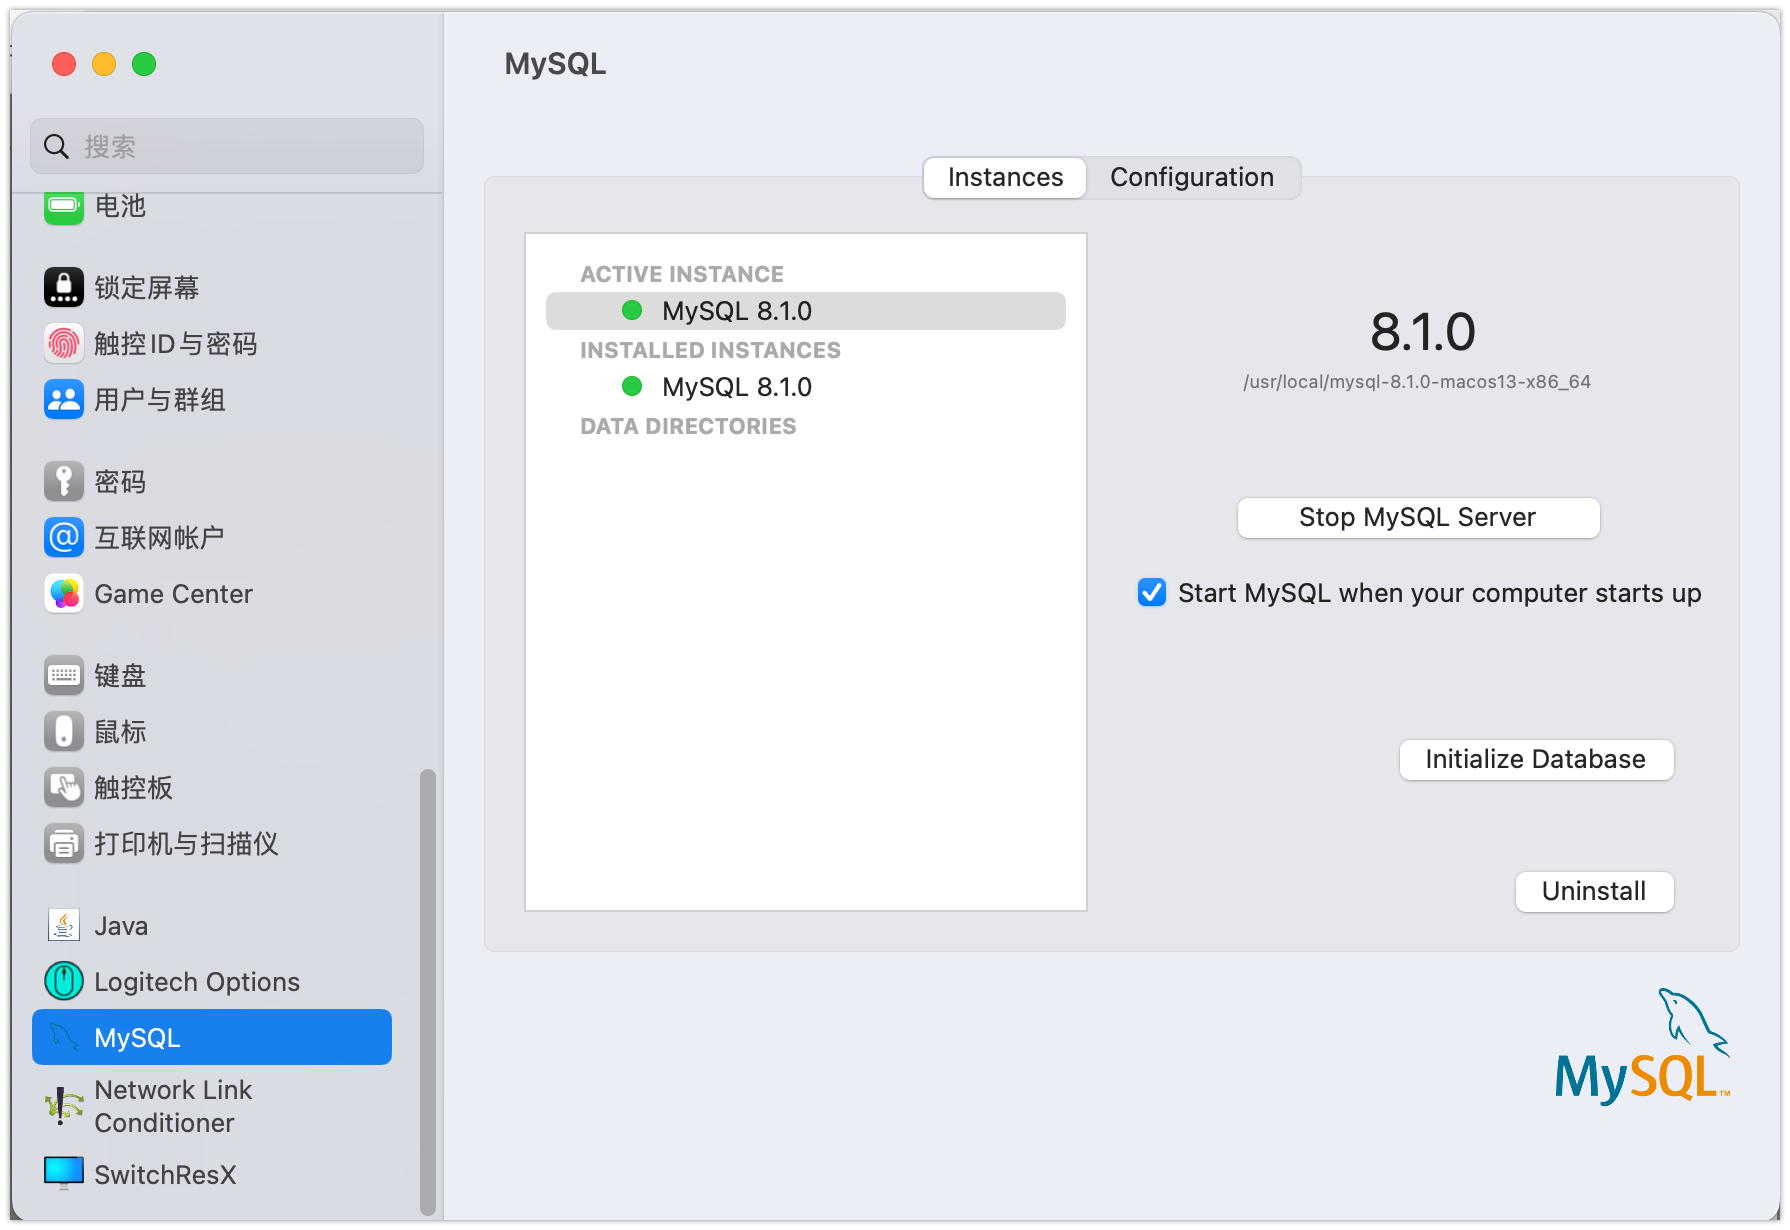 搜索
电池
锁定屏幕
触控 ID 与密码
用户与群组
密码
互联网帐户
Game Center
键盘
鼠标
触控板
打印机与扫描仪
Java
Logitech Options
MySQL
Network Link
Conditioner
SwitchResX
MySQL
Instances
Configuration
ACTIVE INSTANCE
MySQL 8.1.0
INSTALLED INSTANCES
MySQL 8.1.0
DATA DIRECTORIES
8.1.0
/usr/local/mysql-8.1.0-macos13-x86_64
Stop MySQL Server
Start MySQL when your computer starts up
Initialize Database
Uninstall
MySQL™